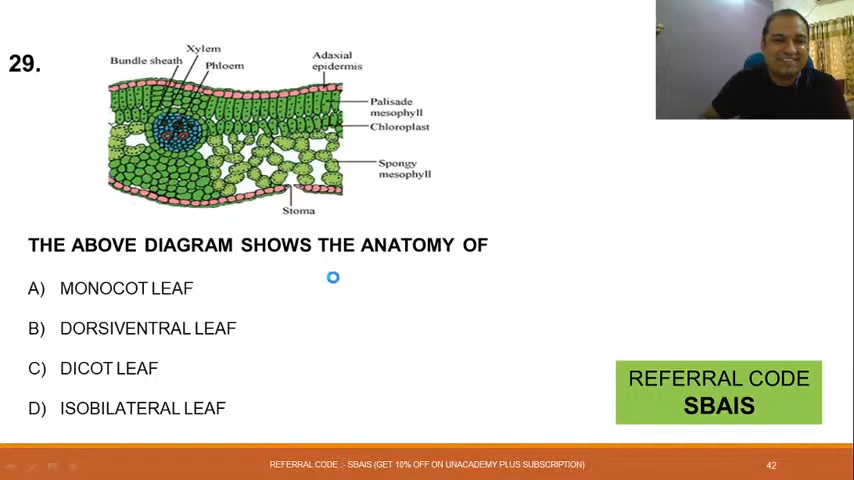 29.
Xylem
Bundle sheath
Phloem
Adaxial
epidermis
Palisade
mesophyll
Chloroplast
Spongy
mesophyll
Stoma
THE ABOVE DIAGRAM SHOWS THE ANATOMY OF
A) MONOCOT LEAF
B) DORSIVENTRAL LEAF
C) DICOT LEAF
D) ISOBILATERAL LEAF
REFERRAL CODE
SBAIS
REFERRAL CODE :- SBAIS (GET 10% OFF ON UNACADEMY PLUS SUBSCRIPTION)
42